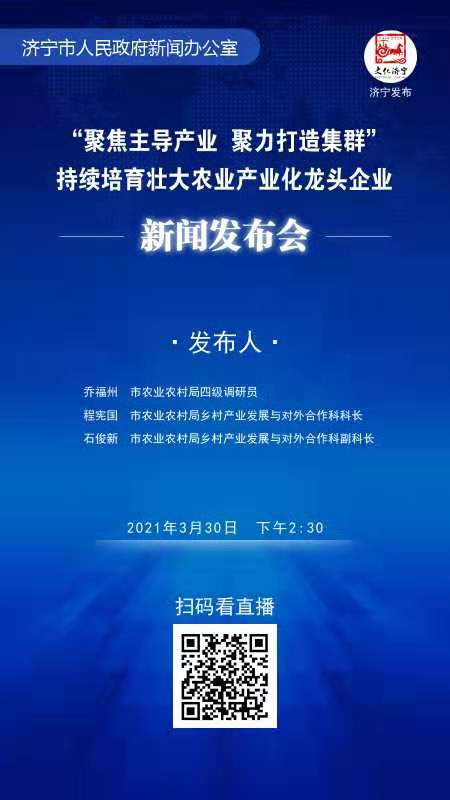 济宁市人民政府新闻办公室
文化济宁
济宁发布
“聚焦主导产业 聚力打造集群”
持续培育壮大农业产业化龙头企业
新闻发布会
·发布人·
乔福州 市农业农村局四级调研员
程宪国 市农业农村局乡村产业发展与对外合作科科长
石俊新 市农业农村局乡村产业发展与对外合作科副科长
2021年3月30日 下午2:30
扫码看直播